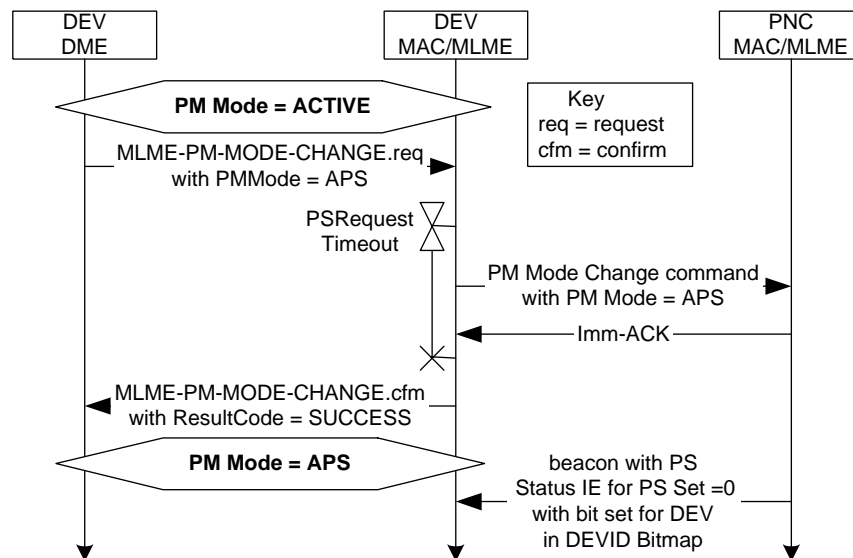 DEV
DME
DEV
MAC/MLME
PNC
MAC/MLME
PM Mode = ACTIVE
Key
req = request
cfm = confirm
MLME-PM-MODE-CHANGE.req
with PMMode = APS
PSRequest
Timeout
PM Mode Change command
with PM Mode = APS
Imm-ACK
MLME-PM-MODE-CHANGE.cfm
with ResultCode = SUCCESS
PM Mode = APS
beacon with PS
Status IE for PS Set =0
with bit set for DEV
in DEVID Bitmap